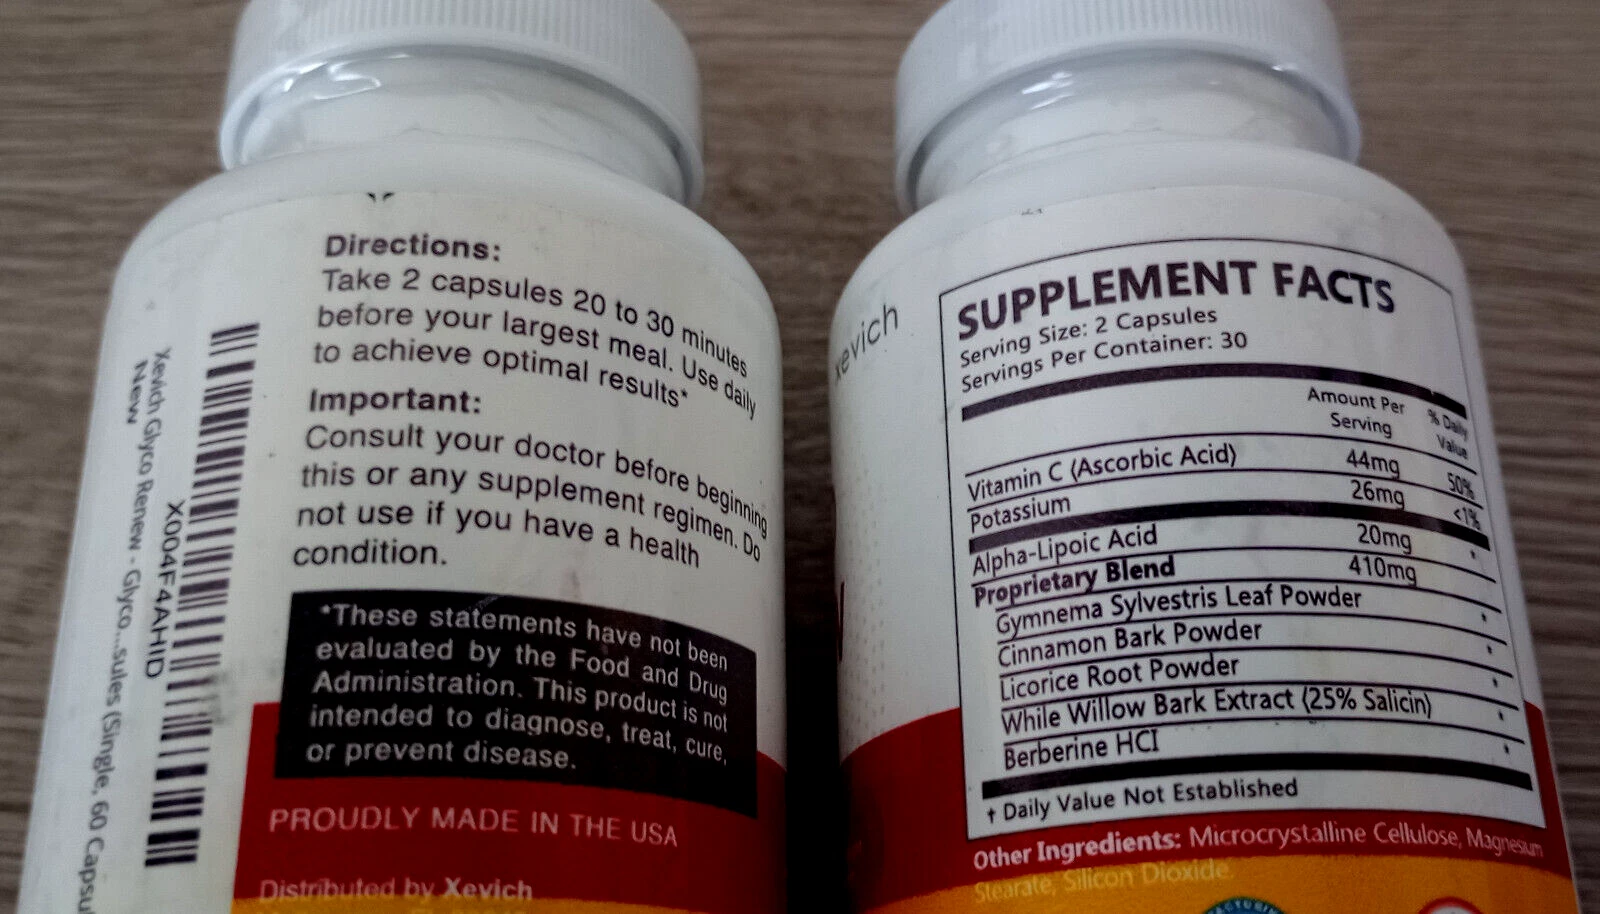 Directions:
Take 2 capsules 20 to 30 minutes
before your largest meal. Use daily
to achieve optimal results*
Important:
Consult your doctor before beginning
this or any supplement regimen. Do
not use if you have a health
condition.
*These statements have not been
evaluated by the Food and Drug
Administration. This product is not
intended to diagnose, treat, cure,
or prevent disease.
PROUDLY MADE IN THE USA
Distributed by Xevich
X004F4AHID
Xevich Glyco Renew - Glyco...sules (Single, 60 Capsu
New
xevich
SUPPLEMENT FACTS
Serving Size: 2 Capsules
Servings Per Container: 30
Amount Per Serving % Daily Value
Vitamin C (Ascorbic Acid) 44mg 50%
Potassium 26mg <1%
Alpha-Lipoic Acid 20mg
Proprietary Blend 410mg
Gymnema Sylvestris Leaf Powder
Cinnamon Bark Powder
Licorice Root Powder
While Willow Bark Extract (25% Salicin)
Berberine HCI
† Daily Value Not Established
Other Ingredients: Microcrystalline Cellulose, Magnesium
Stearate, Silicon Dioxide.